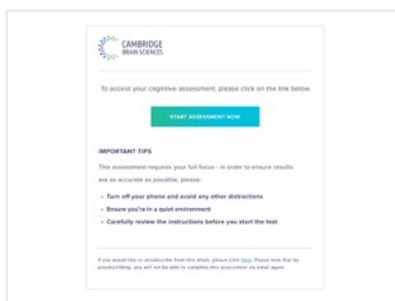 CAMBRIDGE
BRAIN SCIENCES
To access your cognitive assessment, please click on the link below.
START ASSESSMENT NOW
IMPORTANT TIPS
This assessment requires your full focus - in order to ensure results
are as accurate as possible, please:
• Turn off your phone and avoid any other distractions
• Ensure you're in a quiet environment
• Carefully review the instructions before you start the test
If you would like to unsubscribe from this email, please click here. Please note that by
unsubscribing, you will not be able to complete this assessment via email again.